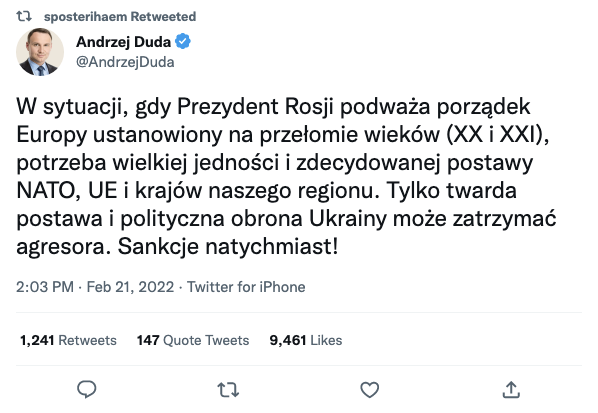 sposterihaem Retweeted
Andrzej Duda
@AndrzejDuda
W sytuacji, gdy Prezydent Rosji podważa porządek
Europy ustanowiony na przełomie wieków (XX i XXI),
potrzeba wielkiej jedności i zdecydowanej postawy
NATO, UE i krajów naszego regionu. Tylko twarda
postawa i polityczna obrona Ukrainy może zatrzymać
agresora. Sankcje natychmiast!
2:03 PM · Feb 21, 2022 · Twitter for iPhone
1,241 Retweets 147 Quote Tweets 9,461 Likes